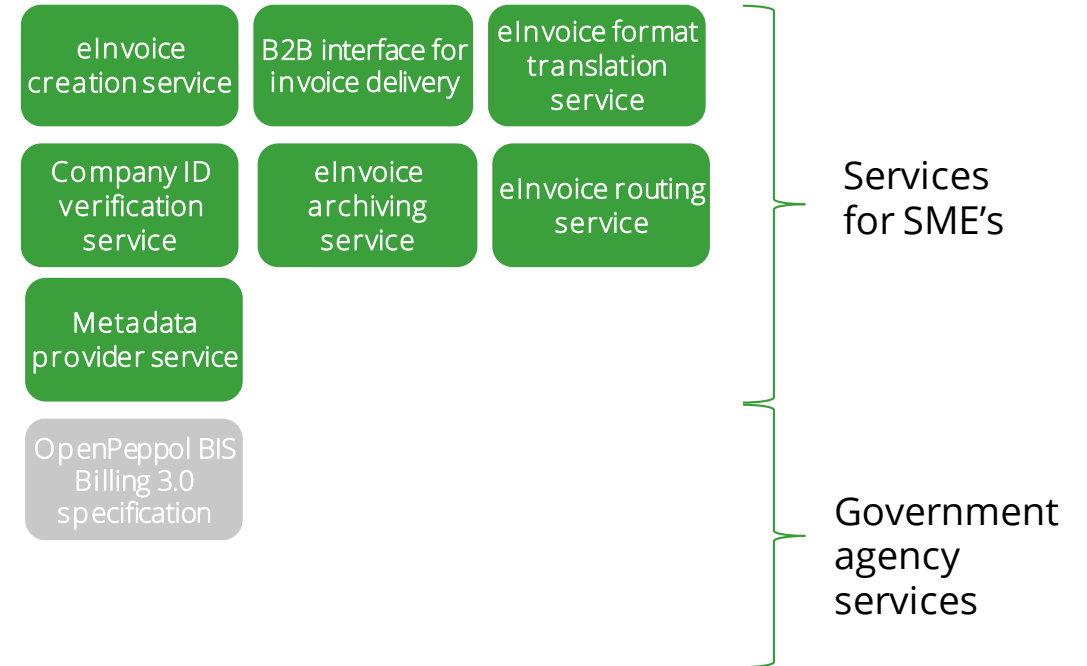 eInvoice
creation service
B2B interface for
invoice delivery
eInvoice format
translation
service
Company ID
verification
service
eInvoice
archiving
service
eInvoice routing
service
Services
for SME’s
Metadata
provider service
OpenPeppol BIS
Billing 3.0
specification
Government
agency
services